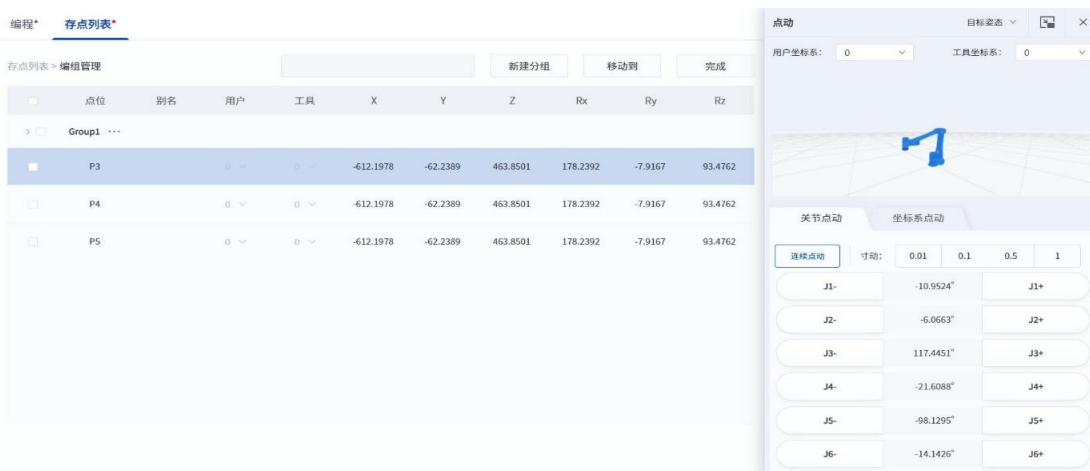 编程* 存点列表*
存点列表 > 编组管理 新建分组 移动到 完成
点位 别名 用户 工具 X Y Z Rx Ry Rz
Group1 ···
P3 0 0 -612.1978 -62.2389 463.8501 178.2392 -7.9167 93.4762
P4 0 0 -612.1978 -62.2389 463.8501 178.2392 -7.9167 93.4762
P5 0 0 -612.1978 -62.2389 463.8501 178.2392 -7.9167 93.4762
点动 目标姿态
用户坐标系: 0 工具坐标系: 0
关节点动 坐标系点动
连续点动 寸动: 0.01 0.1 0.5 1
J1- -10.9524° J1+
J2- -6.0663° J2+
J3- 117.4451° J3+
J4- -21.6088° J4+
J5- -98.1295° J5+
J6- -14.1426° J6+